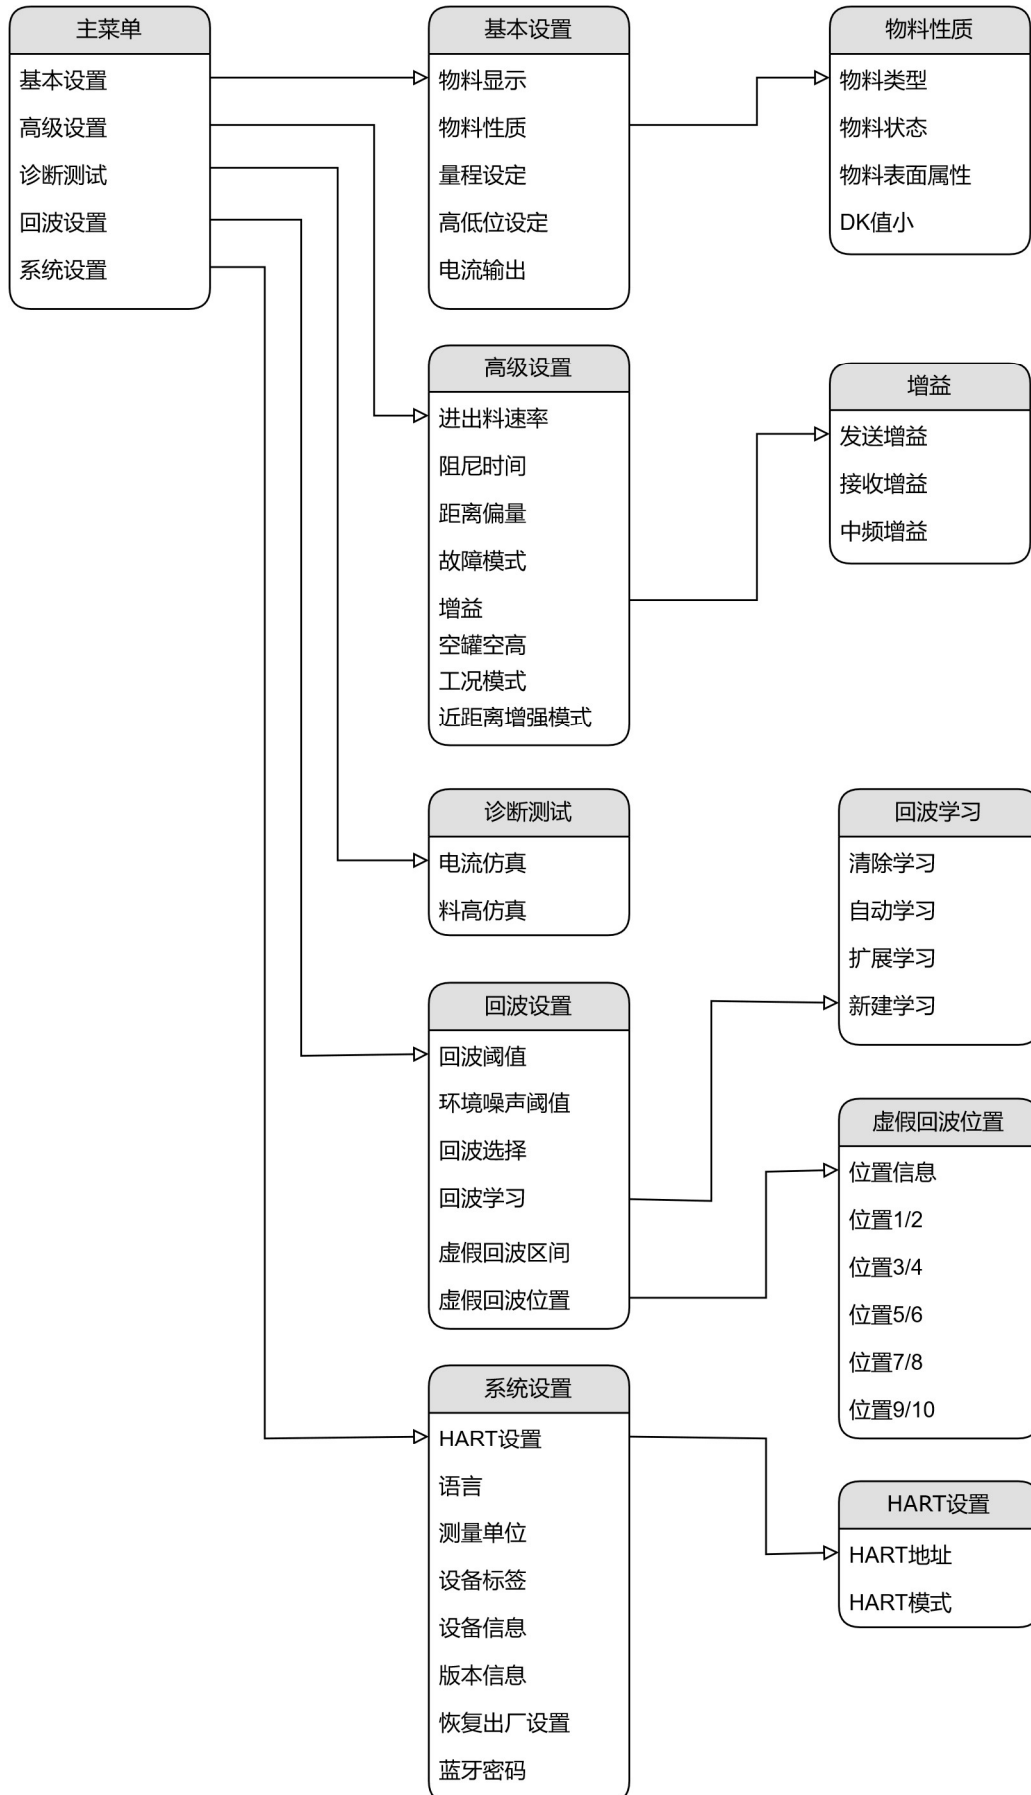 主菜单
基本设置
高级设置
诊断测试
回波设置
系统设置
基本设置
物料显示
物料性质
量程设定
高低位设定
电流输出
物料性质
物料类型
物料状态
物料表面属性
DK值小
高级设置
进出料速率
阻尼时间
距离偏量
故障模式
增益
空罐空高
工况模式
近距离增强模式
增益
发送增益
接收增益
中频增益
诊断测试
电流仿真
料高仿真
回波学习
清除学习
自动学习
扩展学习
新建学习
回波设置
回波阈值
环境噪声阈值
回波选择
回波学习
虚假回波区间
虚假回波位置
虚假回波位置
位置信息
位置1/2
位置3/4
位置5/6
位置7/8
位置9/10
系统设置
HART设置
语言
测量单位
设备标签
设备信息
版本信息
恢复出厂设置
蓝牙密码
HART设置
HART地址
HART模式